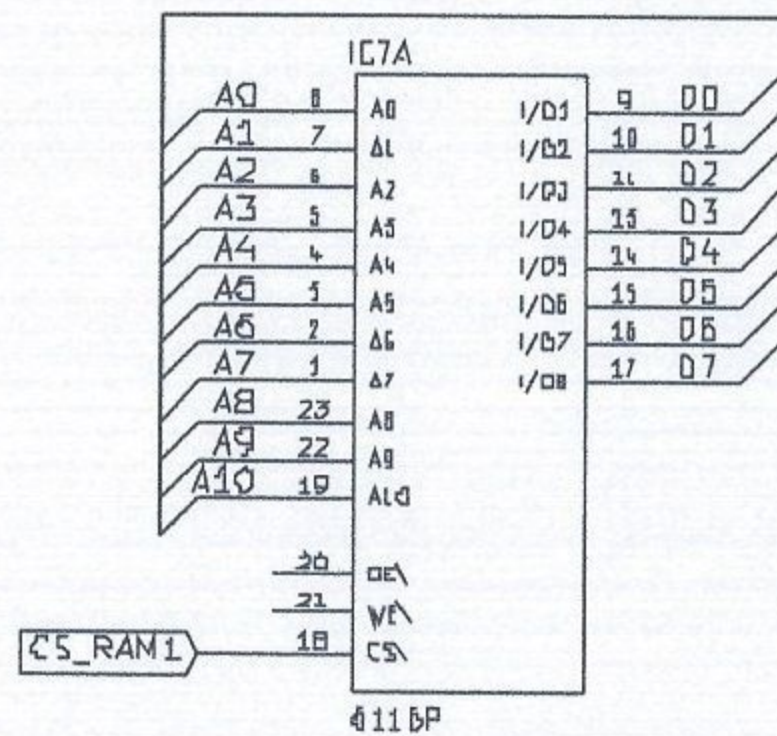 IC7A
A0 8 A0 I/O1 9 D0
A1 7 A1 I/O2 10 D1
A2 6 A2 I/O3 11 D2
A3 5 A3 I/O4 13 D3
A4 4 A4 I/O5 14 D4
A5 3 A5 I/O6 15 D5
A6 2 A6 I/O7 16 D6
A7 1 A7 I/O8 17 D7
A8 23 A8
A9 22 A9
A10 19 A10
20 OE\
21 WE\
CS_RAM1 18 CS\
6116P